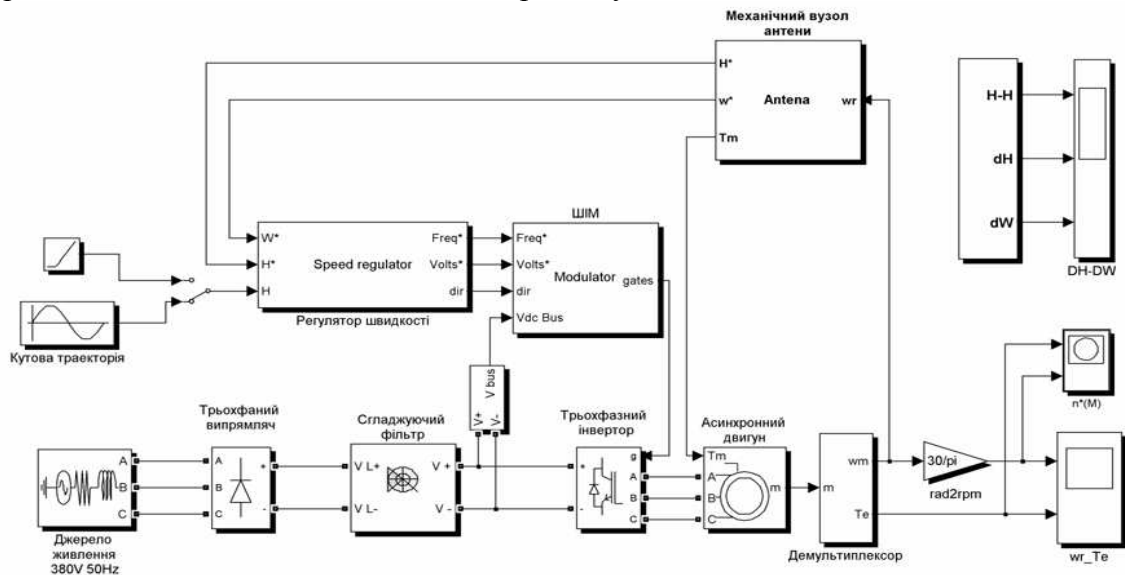 Механічний вузол
антени
H*
w*
Antena
wr
Tm
H-H
dH
dW
DH-DW
ШІМ
W*
H*
H
Speed regulator
Freq*
Volts*
dir
Freq*
Volts*
dir
Vdc Bus
Modulator
gates
Регулятор швидкості
Кутова траекторія
V bus
V+
V-
n*(M)
Трьохфаний
випрямляч
Сгладжуючий
фільтр
Трьохфазний
інвертор
Асинхронний
двигун
A
B
C
A
B
C
+
-
V L+
V L-
V +
V -
+
-
g
A
B
C
Tm
A
B
C
m
m
wm
Te
30/pi
rad2rpm
Джерело
живлення
380V 50Hz
Демультиплексор
wr_Te